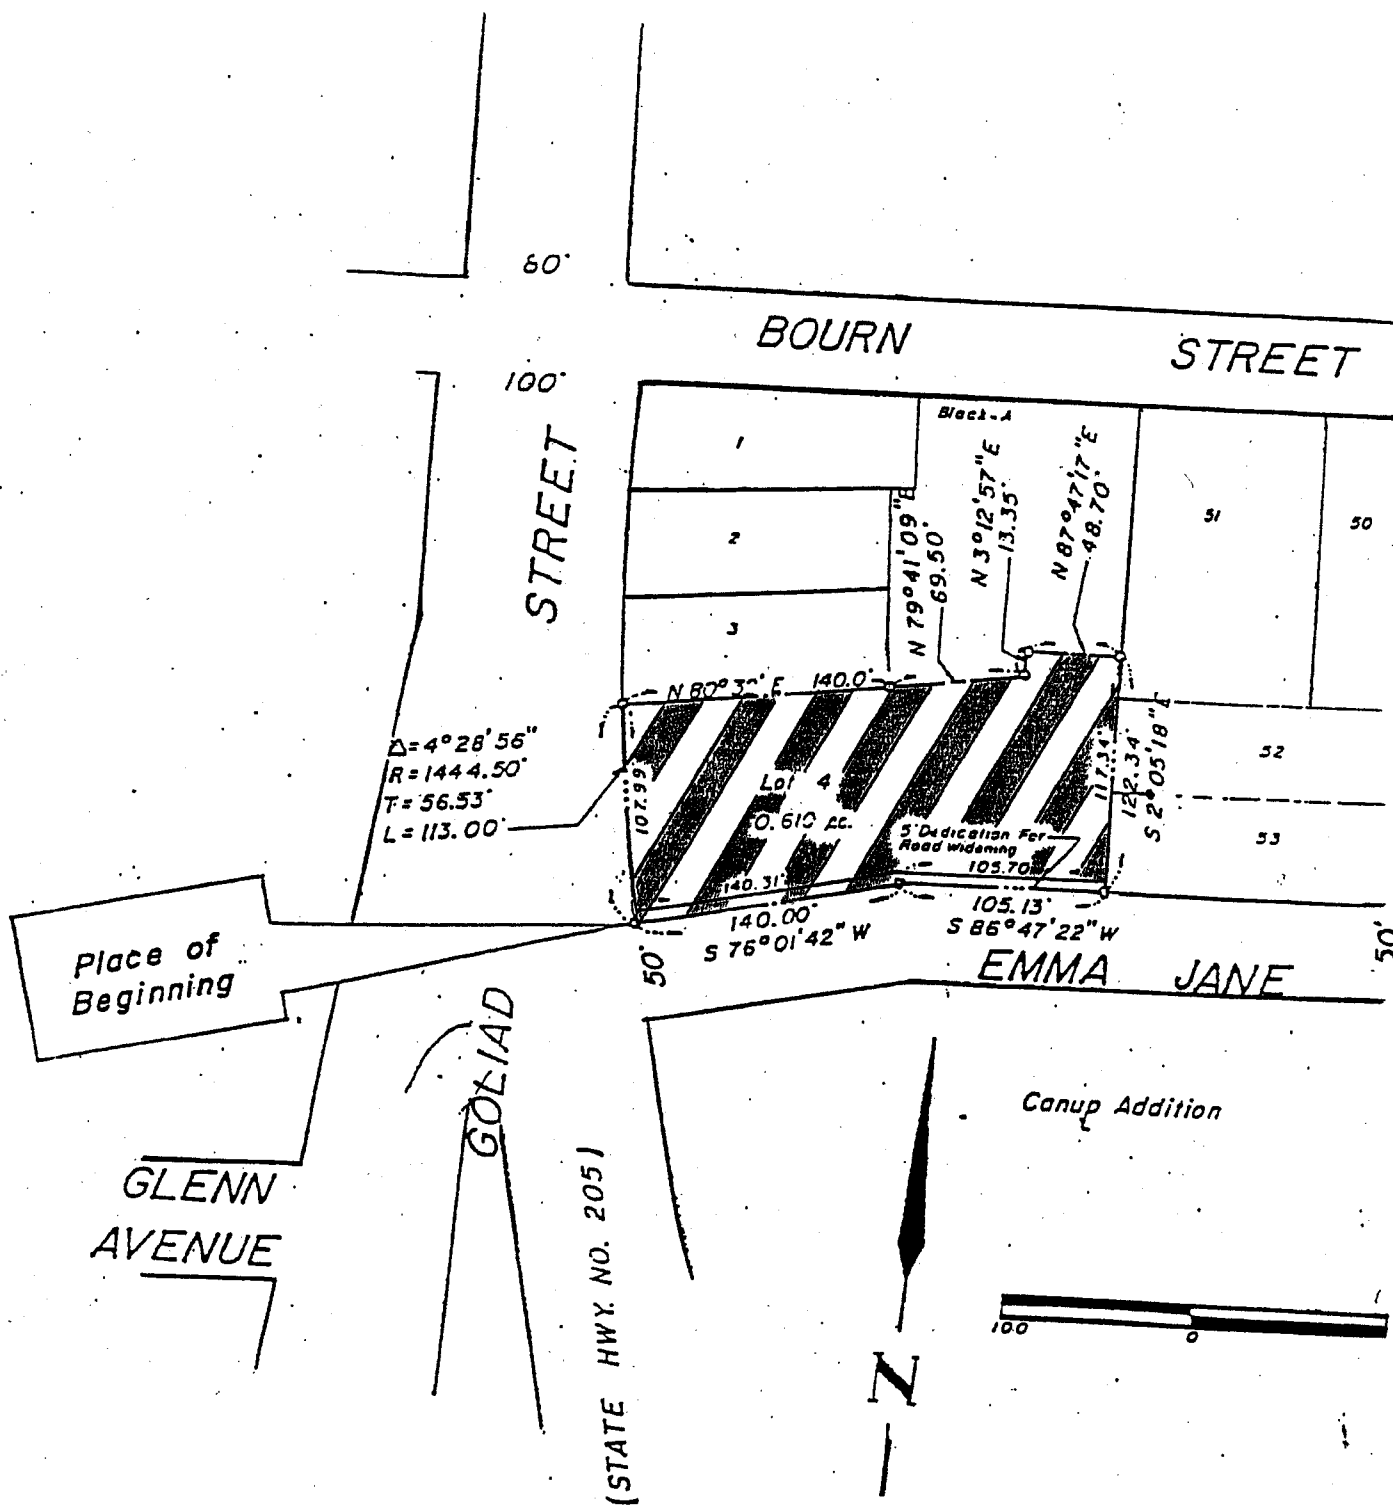 60'
BOURN STREET
100'
STREET
Block-A
1
2
3
51
50
N 79°41'09" E
69.50'
N 3°12'57" E
13.35'
N 87°47'17" E
48.70'
140.0'
Δ=4°28'56"
R=1444.50'
T=56.53'
L=113.00'
107.99'
Lot 4
0.610 ac.
117.34'
122.34'
S 2°05'18" E
52
53
5' Dedication For
Road Widening
105.70'
140.31'
140.00'
S 76°01'42" W
105.13'
S 86°47'22" W
Place of
Beginning
50'
50'
EMMA JANE
GOLIAD
(STATE HWY. NO. 205)
Canup Addition
GLENN
AVENUE
100
0
N